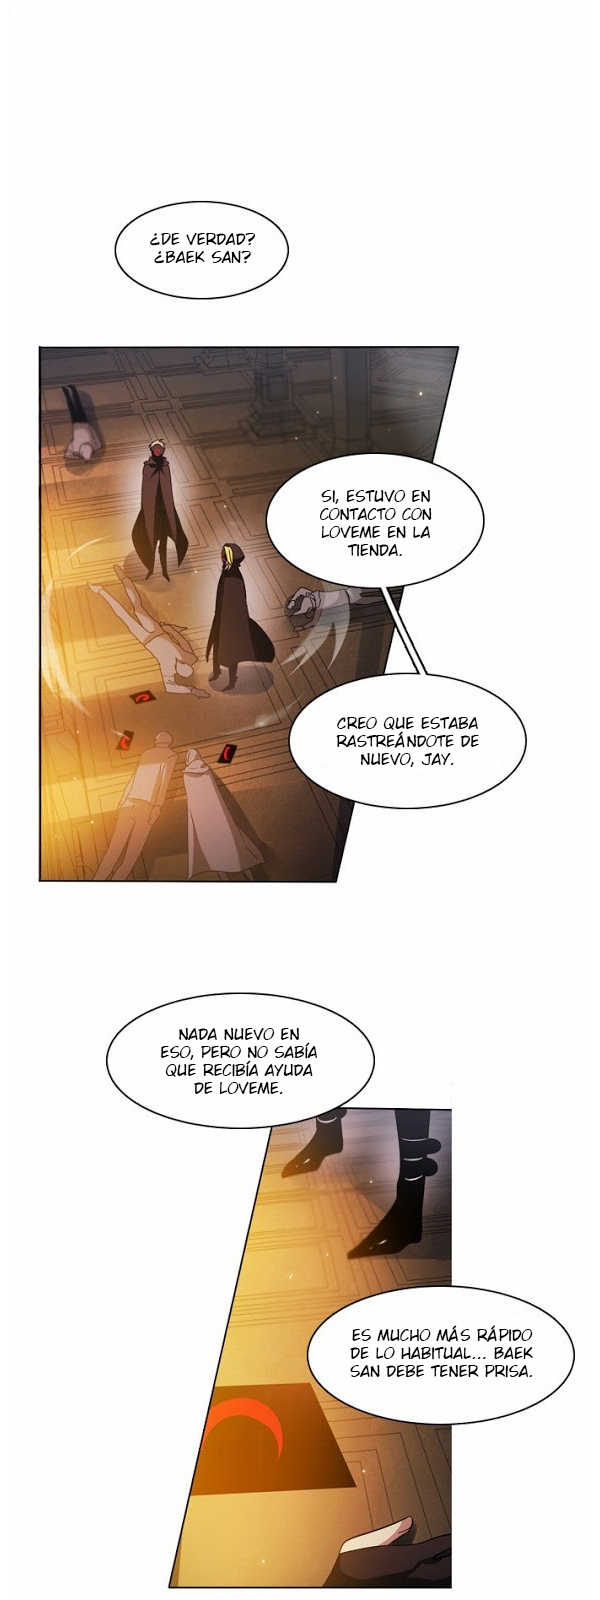 ¿DE VERDAD?
¿BAEK SAN?
SI, ESTUVO EN
CONTACTO CON
LOVEME EN LA
TIENDA.
CREO QUE ESTABA
RASTREÁNDOTE DE
NUEVO, JAY.
NADA NUEVO EN
ESO, PERO NO SABÍA
QUE RECIBÍA AYUDA
DE LOVEME.
ES MUCHO MÁS RÁPIDO
DE LO HABITUAL... BAEK
SAN DEBE TENER PRISA.